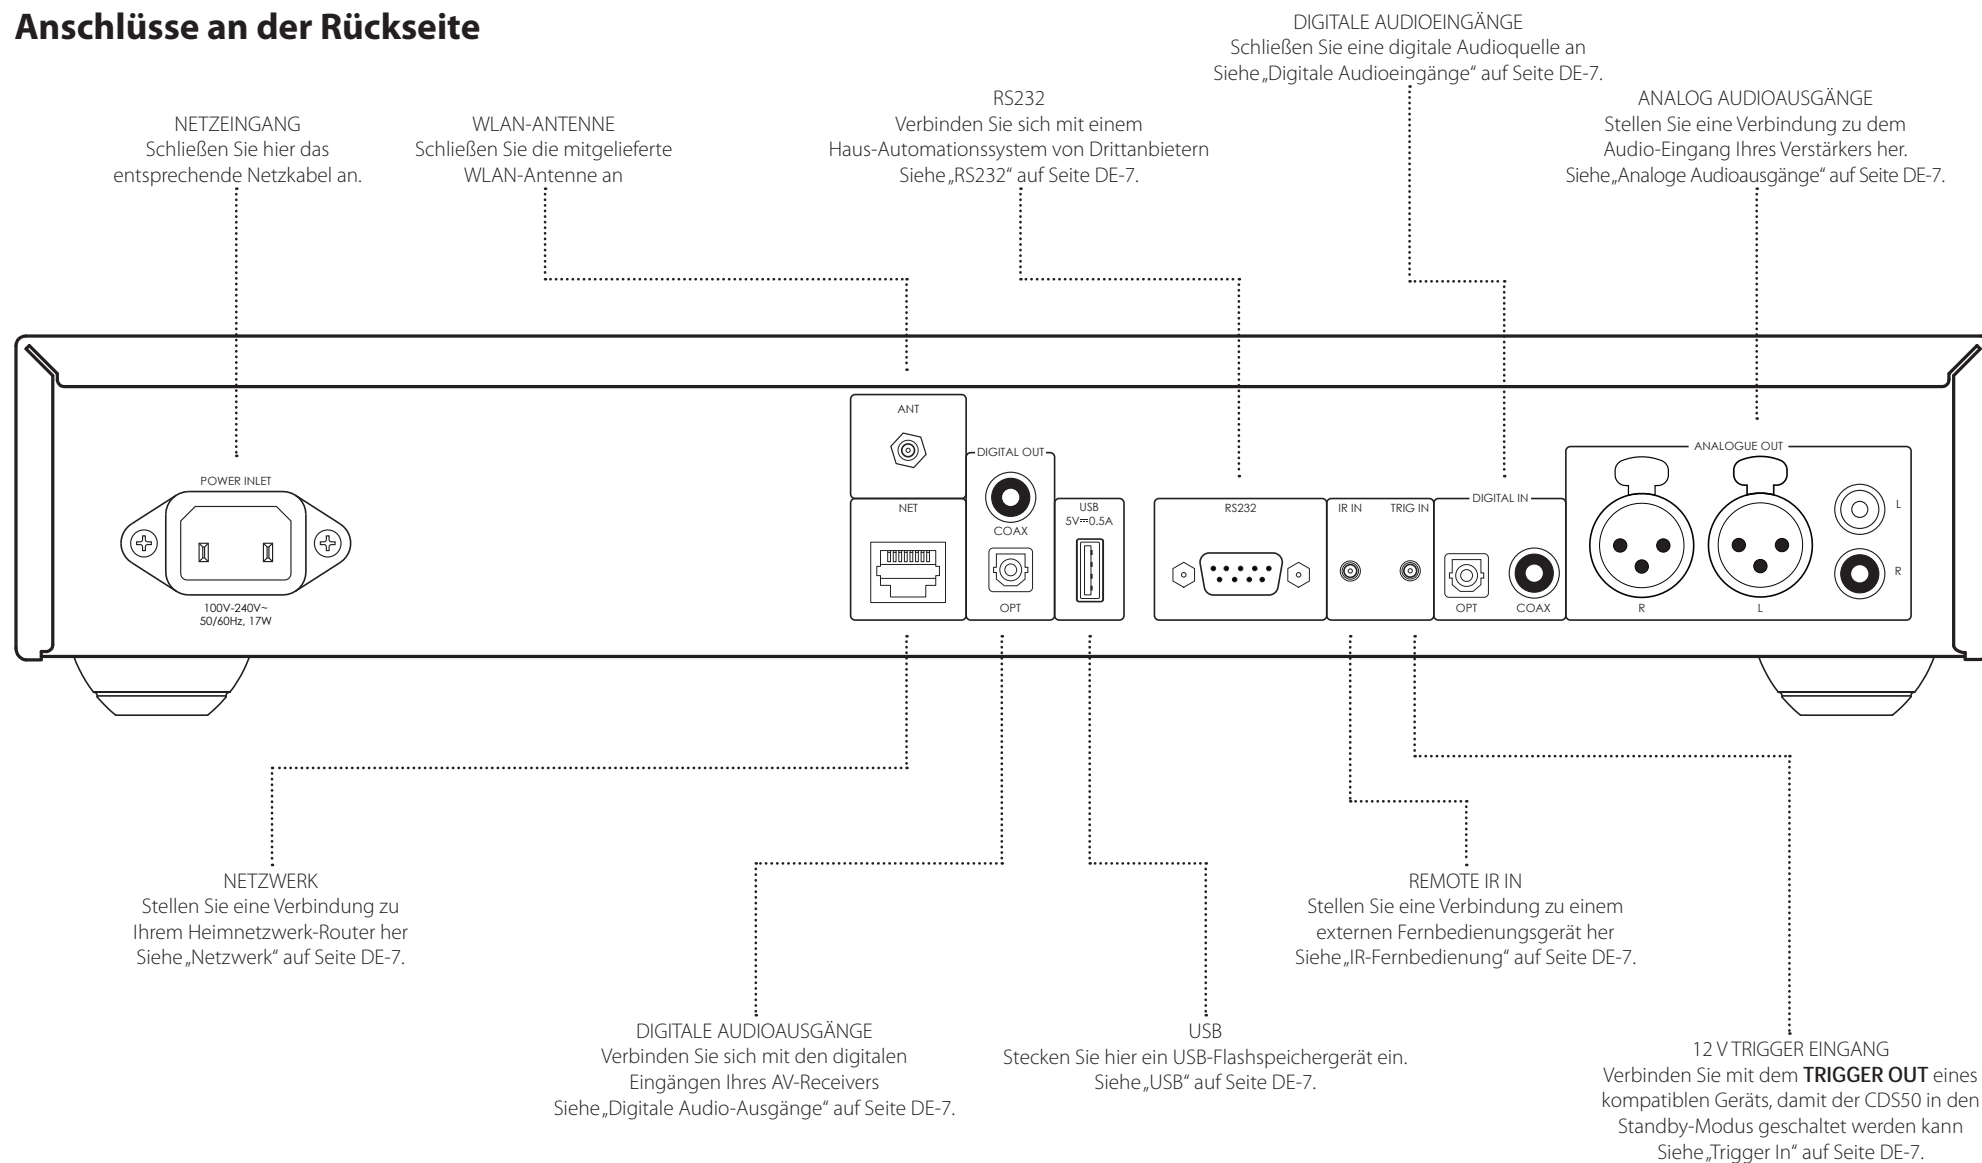 Anschlüsse an der Rückseite
DIGITALE AUDIOEINGÄNGE
Schließen Sie eine digitale Audioquelle an
Siehe „Digitale Audioeingänge“ auf Seite DE-7.
NETZEINGANG
Schließen Sie hier das
entsprechende Netzkabel an.
WLAN-ANTENNE
Schließen Sie die mitgelieferte
WLAN-Antenne an
RS232
Verbinden Sie sich mit einem
Haus-Automationssystem von Drittanbietern
Siehe „RS232“ auf Seite DE-7.
ANALOG AUDIOAUSGÄNGE
Stellen Sie eine Verbindung zu dem
Audio-Eingang Ihres Verstärkers her.
Siehe „Analoge Audioausgänge“ auf Seite DE-7.
POWER INLET
100V-240V~
50/60Hz, 17W
ANT
NET
DIGITAL OUT
COAX
OPT
USB
5V⎓0.5A
RS232
IR IN
TRIG IN
DIGITAL IN
OPT
COAX
ANALOGUE OUT
R
L
L
R
NETZWERK
Stellen Sie eine Verbindung zu
Ihrem Heimnetzwerk-Router her
Siehe „Netzwerk“ auf Seite DE-7.
DIGITALE AUDIOAUSGÄNGE
Verbinden Sie sich mit den digitalen
Eingängen Ihres AV-Receivers
Siehe „Digitale Audio-Ausgänge“ auf Seite DE-7.
USB
Stecken Sie hier ein USB-Flashspeichergerät ein.
Siehe „USB“ auf Seite DE-7.
REMOTE IR IN
Stellen Sie eine Verbindung zu einem
externen Fernbedienungsgerät her
Siehe „IR-Fernbedienung“ auf Seite DE-7.
12 V TRIGGER EINGANG
Verbinden Sie mit dem TRIGGER OUT eines
kompatiblen Geräts, damit der CDS50 in den
Standby-Modus geschaltet werden kann
Siehe „Trigger In“ auf Seite DE-7.